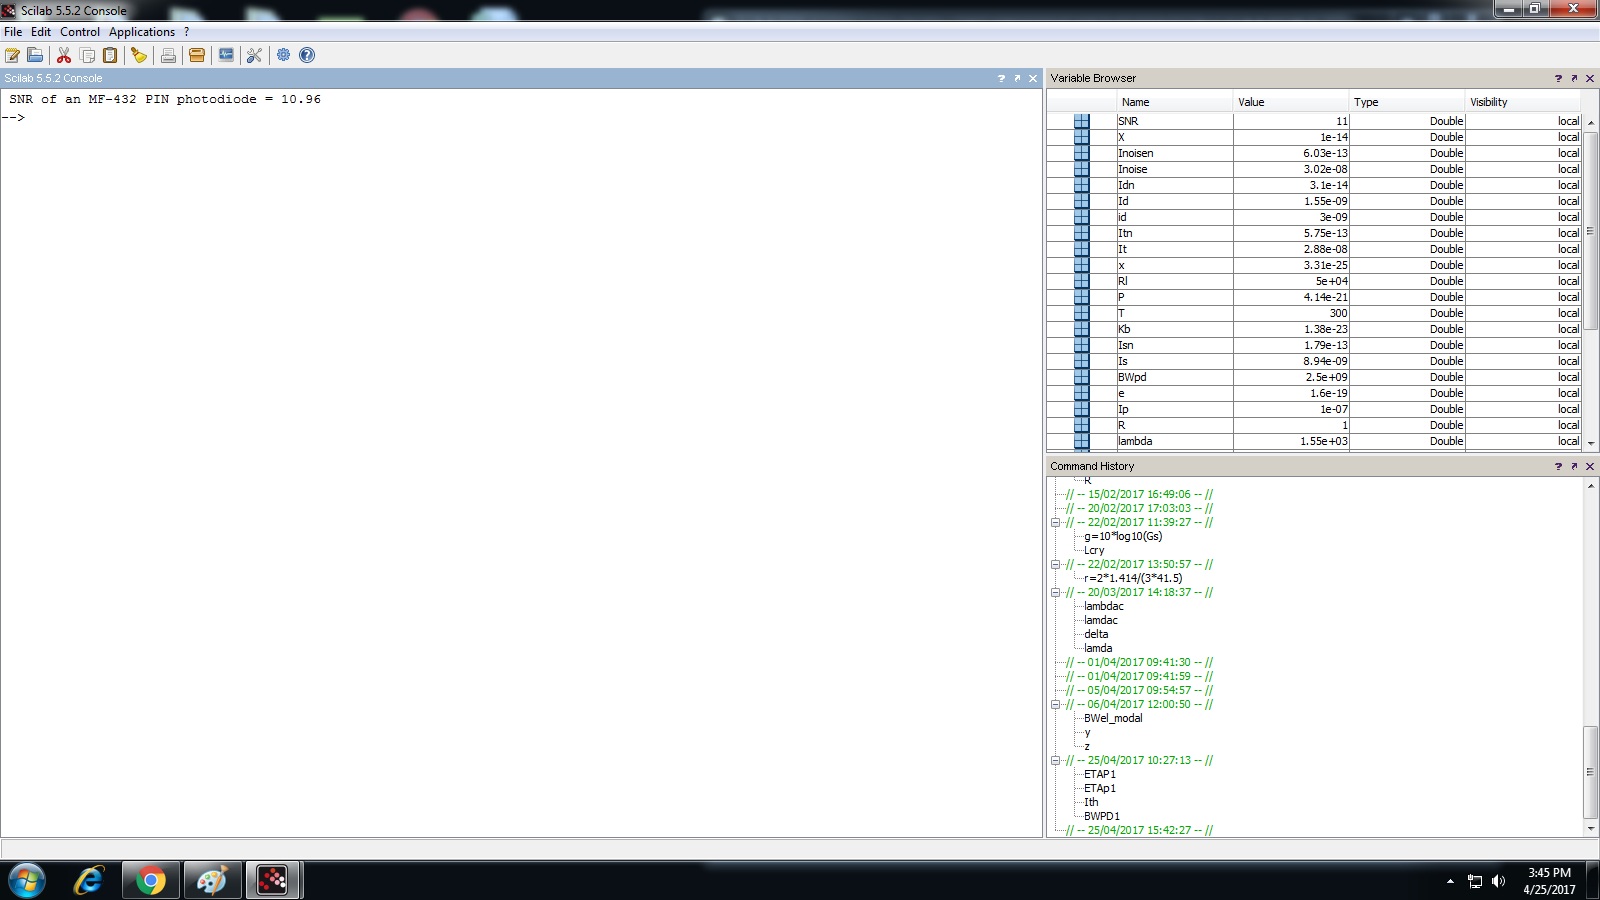 Scilab 5.5.2 Console
File Edit Control Applications ?
Scilab 5.5.2 Console
SNR of an MF-432 PIN photodiode = 10.96
-->
Variable Browser
Name Value Type Visibility
SNR 11 Double local
X 1e-14 Double local
Inoisen 6.03e-13 Double local
Inoise 3.02e-08 Double local
Idn 3.1e-14 Double local
Id 1.55e-09 Double local
id 3e-09 Double local
Itn 5.75e-13 Double local
It 2.88e-08 Double local
x 3.31e-25 Double local
Rl 5e+04 Double local
P 4.14e-21 Double local
T 300 Double local
Kb 1.38e-23 Double local
Isn 1.79e-13 Double local
Is 8.94e-09 Double local
BWpd 2.5e+09 Double local
e 1.6e-19 Double local
Ip 1e-07 Double local
R 1 Double local
lambda 1.55e+03 Double local
Command History
R
// -- 15/02/2017 16:49:06 -- //
// -- 20/02/2017 17:03:03 -- //
// -- 22/02/2017 11:39:27 -- //
g=10*log10(Gs)
Lcry
// -- 22/02/2017 13:50:57 -- //
r=2*1.414/(3*41.5)
// -- 20/03/2017 14:18:37 -- //
lambdac
lamdac
delta
lamda
// -- 01/04/2017 09:41:30 -- //
// -- 01/04/2017 09:41:59 -- //
// -- 05/04/2017 09:54:57 -- //
// -- 06/04/2017 12:00:50 -- //
BWel_modal
y
z
// -- 25/04/2017 10:27:13 -- //
ETAP1
ETAp1
Ith
BWPD1
// -- 25/04/2017 15:42:27 -- //
3:45 PM
4/25/2017